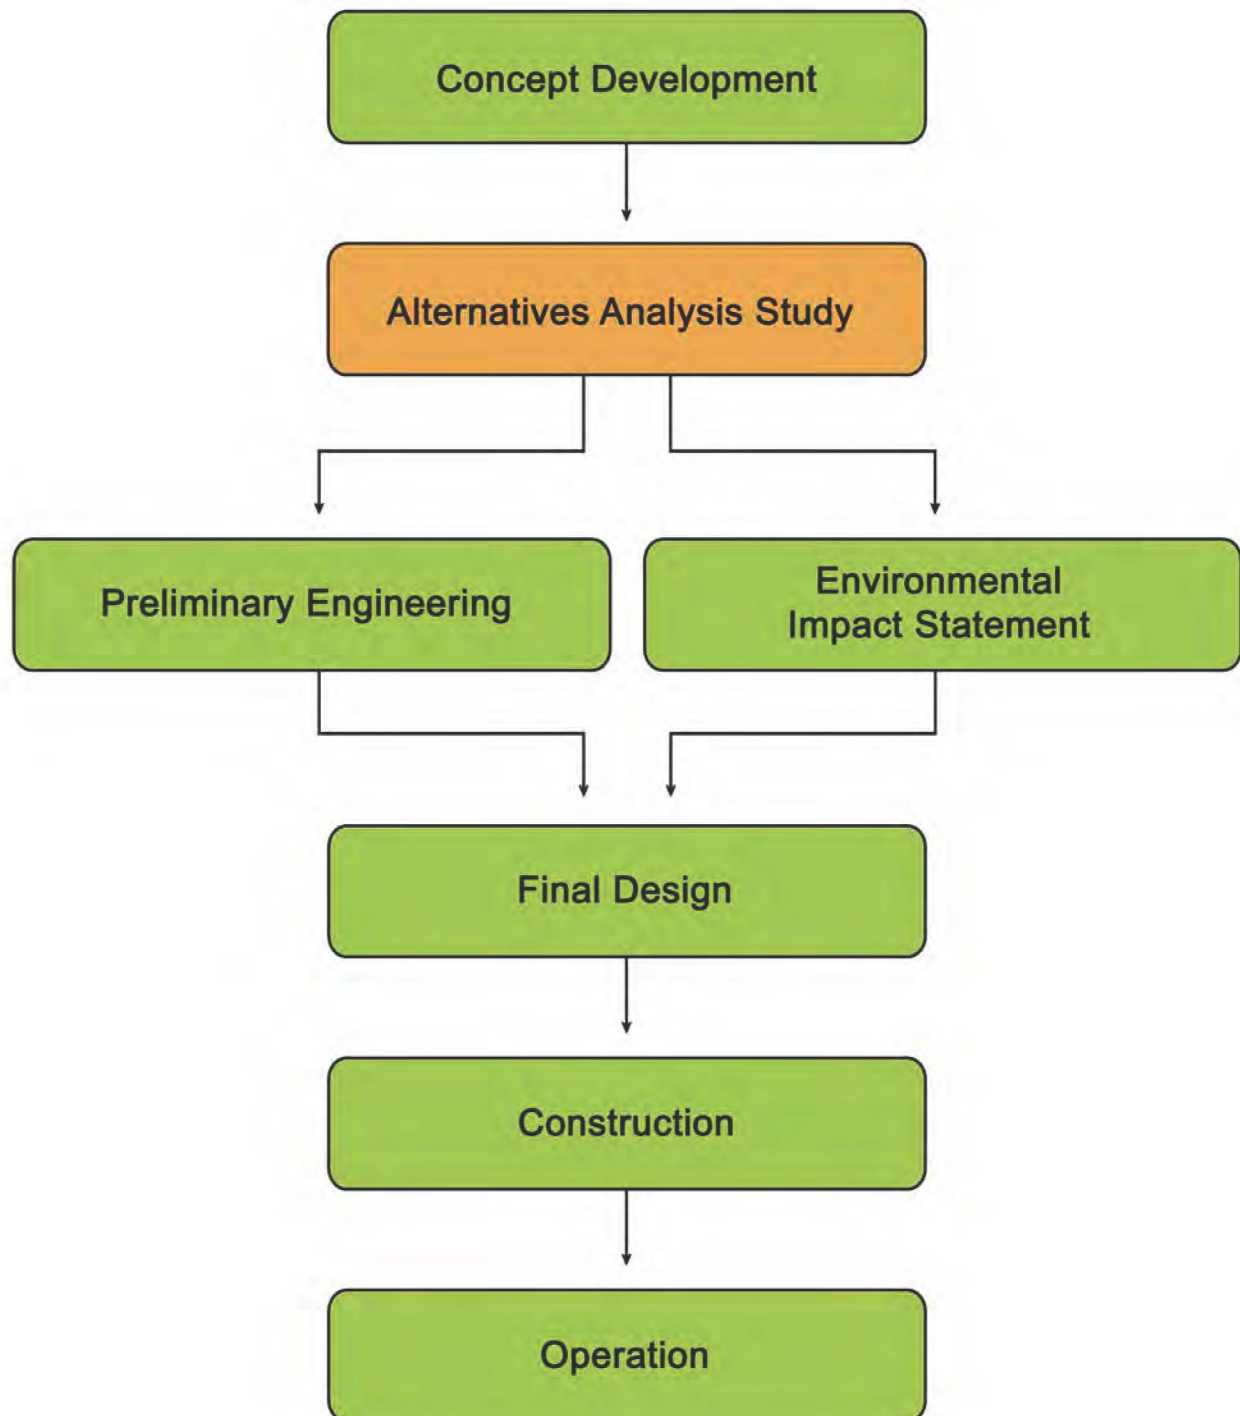 Concept Development
Alternatives Analysis Study
Preliminary Engineering
Environmental
Impact Statement
Final Design
Construction
Operation